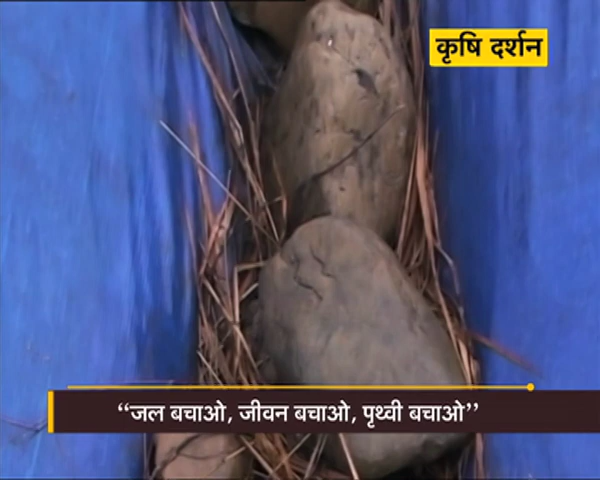 कृषि दर्शन
“जल बचाओ, जीवन बचाओ, पृथ्वी बचाओ”